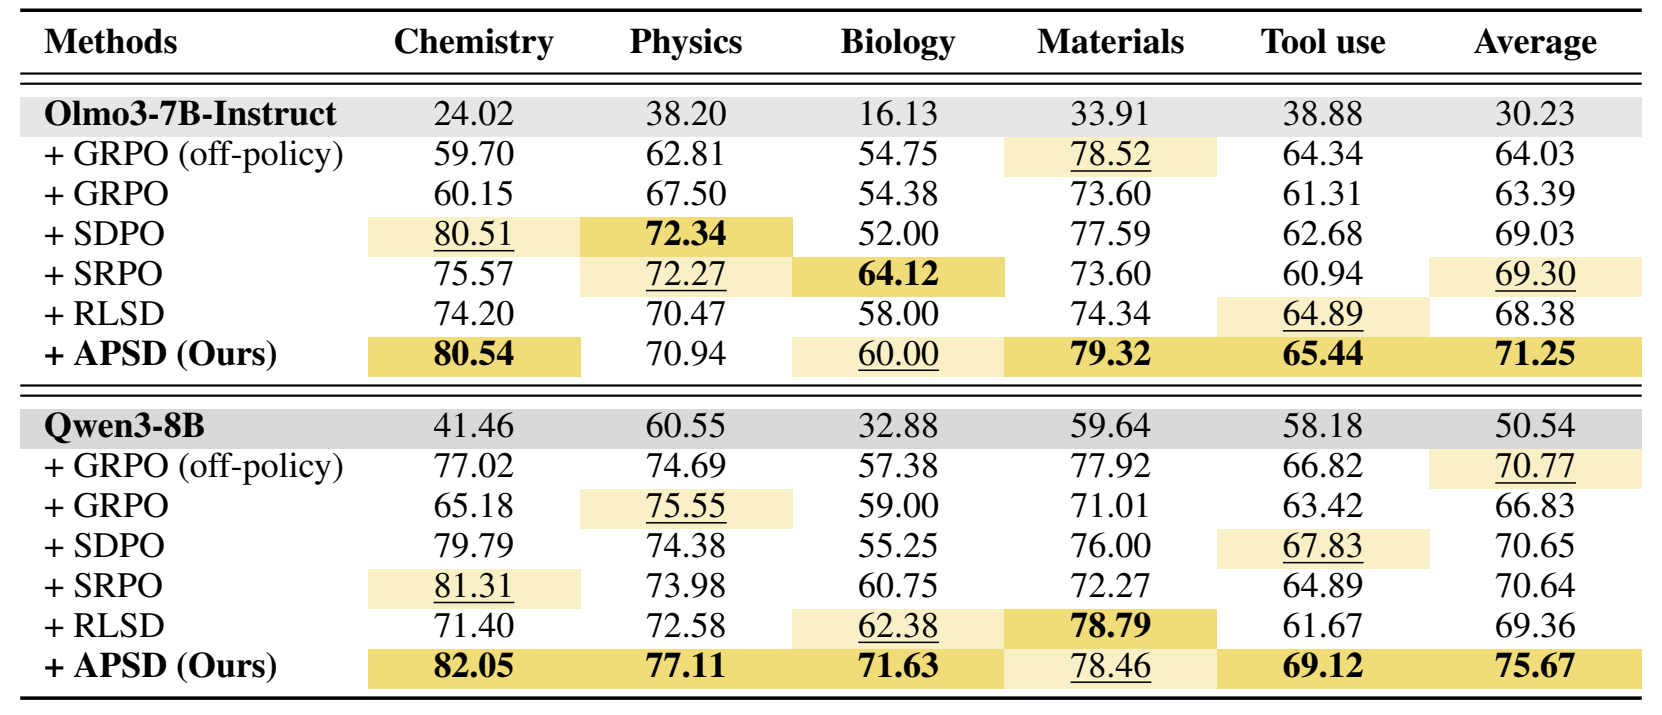 Methods Chemistry Physics Biology Materials Tool use Average
Olmo3-7B-Instruct 24.02 38.20 16.13 33.91 38.88 30.23
+ GRPO (off-policy) 59.70 62.81 54.75 78.52 64.34 64.03
+ GRPO 60.15 67.50 54.38 73.60 61.31 63.39
+ SDPO 80.51 72.34 52.00 77.59 62.68 69.03
+ SRPO 75.57 72.27 64.12 73.60 60.94 69.30
+ RLSD 74.20 70.47 58.00 74.34 64.89 68.38
+ APSD (Ours) 80.54 70.94 60.00 79.32 65.44 71.25
Qwen3-8B 41.46 60.55 32.88 59.64 58.18 50.54
+ GRPO (off-policy) 77.02 74.69 57.38 77.92 66.82 70.77
+ GRPO 65.18 75.55 59.00 71.01 63.42 66.83
+ SDPO 79.79 74.38 55.25 76.00 67.83 70.65
+ SRPO 81.31 73.98 60.75 72.27 64.89 70.64
+ RLSD 71.40 72.58 62.38 78.79 61.67 69.36
+ APSD (Ours) 82.05 77.11 71.63 78.46 69.12 75.67